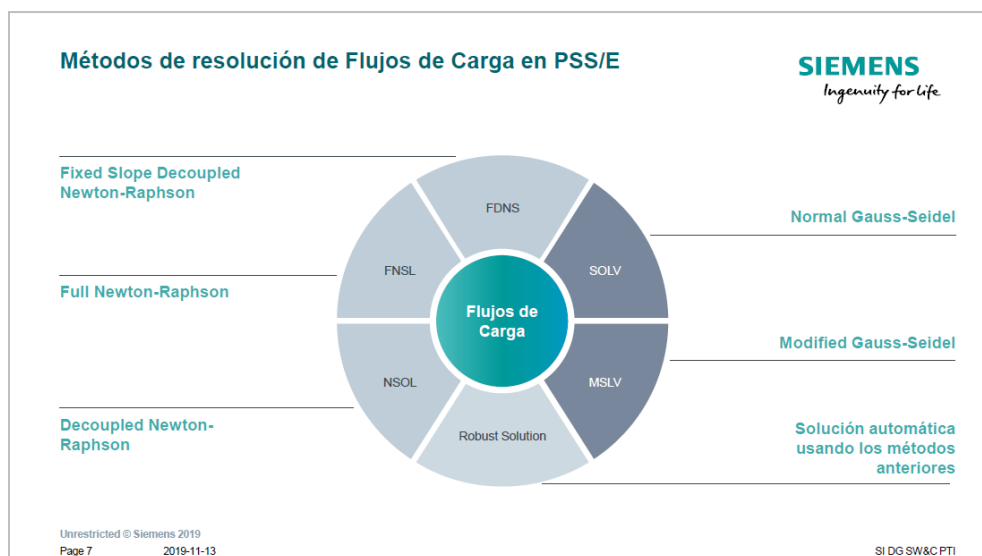 Métodos de resolución de Flujos de Carga en PSS/E
SIEMENS
Ingenuity for life
Fixed Slope Decoupled
Newton-Raphson
FDNS
Normal Gauss-Seidel
FNSL
SOLV
Full Newton-Raphson
Flujos de
Carga
Modified Gauss-Seidel
NSOL
MSLV
Decoupled Newton-
Raphson
Robust Solution
Solución automática
usando los métodos
anteriores
Unrestricted © Siemens 2019
Page 7
2019-11-13
SI DG SW&C PTI